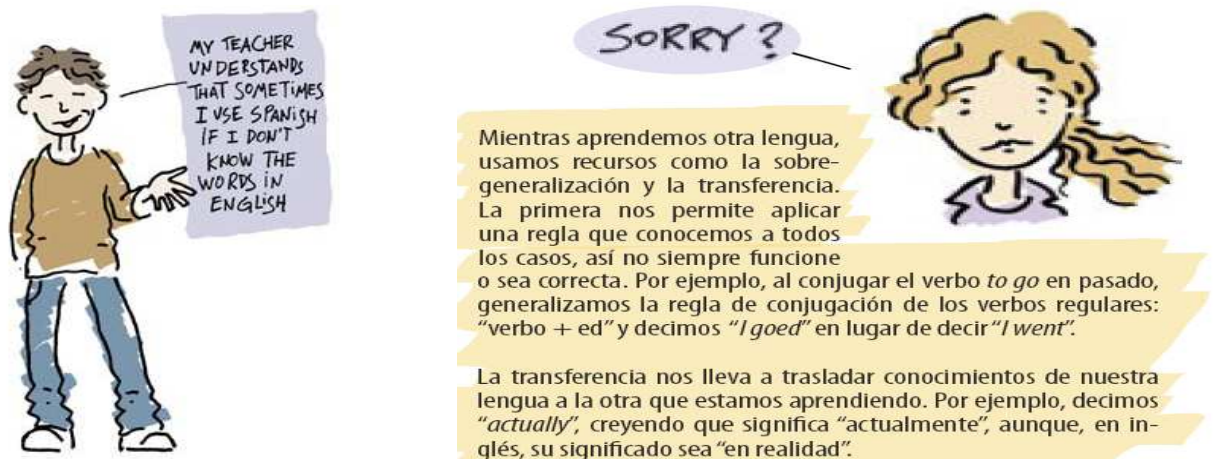 MY TEACHER
UNDERSTANDS
THAT SOMETIMES
I USE SPANISH
IF I DON'T
KNOW THE
WORDS IN
ENGLISH
SORRY?
Mientras aprendemos otra lengua,
usamos recursos como la sobre-
generalización y la transferencia.
La primera nos permite aplicar
una regla que conocemos a todos
los casos, así no siempre funcione
o sea correcta. Por ejemplo, al conjugar el verbo to go en pasado,
generalizamos la regla de conjugación de los verbos regulares:
“verbo + ed” y decimos “I goed” en lugar de decir “I went”.
La transferencia nos lleva a trasladar conocimientos de nuestra
lengua a la otra que estamos aprendiendo. Por ejemplo, decimos
“actually”, creyendo que significa “actualmente”, aunque, en in-
glés, su significado sea “en realidad”.